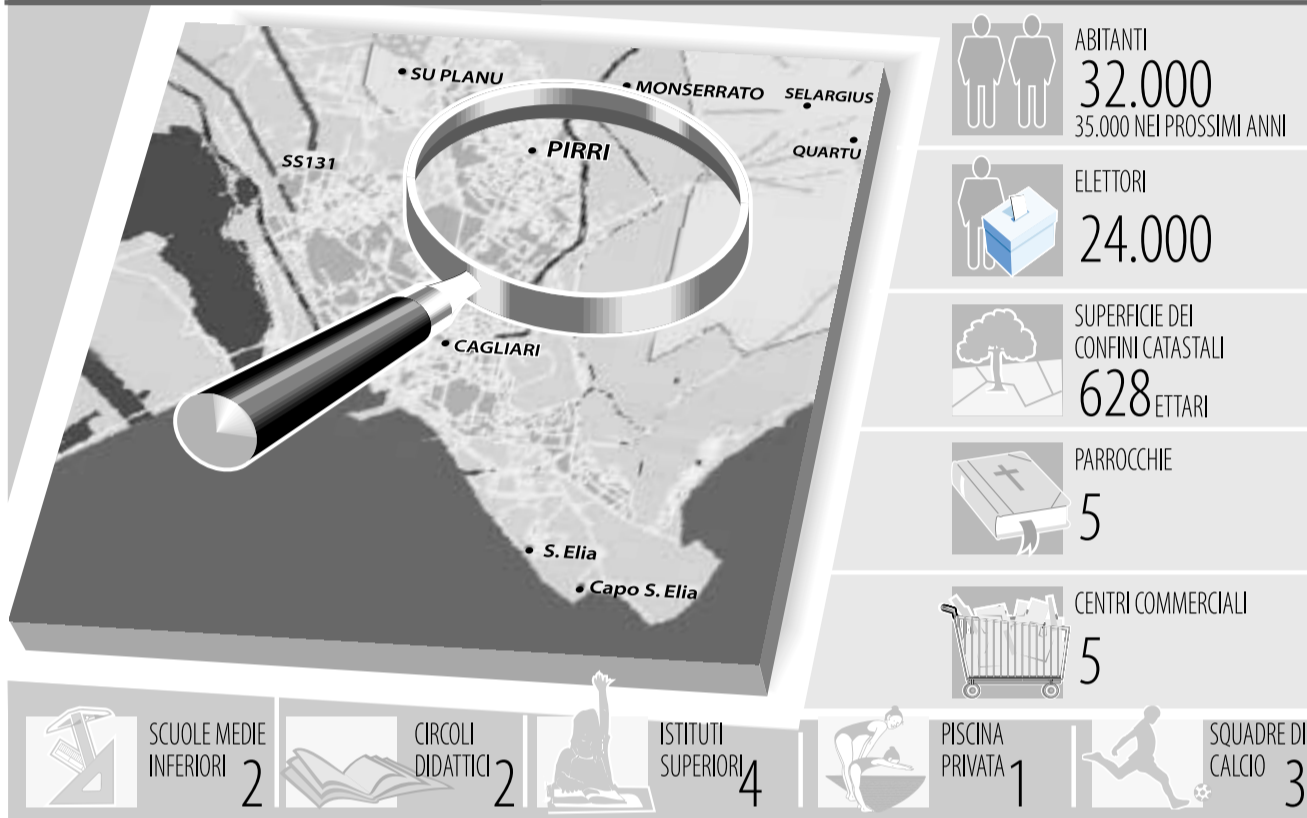 SU PLANU
MONSERRATO
SELARGIUS
QUARTU
PIRRI
SS131
CAGLIARI
S. Elia
Capo S. Elia
ABITANTI
32.000
35.000 NEI PROSSIMI ANNI
ELETTORI
24.000
SUPERFICIE DEI
CONFINI CATASTALI
628 ETTARI
PARROCCHIE
5
CENTRI COMMERCIALI
5
SCUOLE MEDIE
INFERIORI 2
CIRCOLI
DIDATTICI 2
ISTITUTI
SUPERIORI 4
PISCINA
PRIVATA 1
SQUADRE DI
CALCIO 3